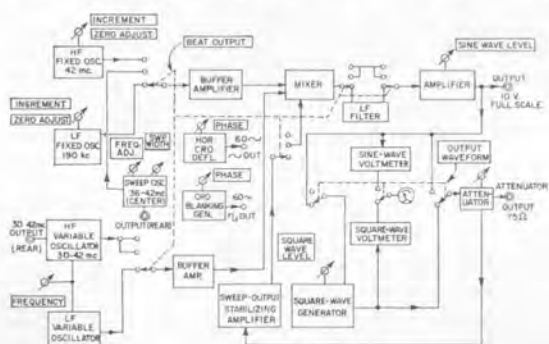 INCREMENT
ZERO ADJUST
HF
FIXED OSC.
42 mc.
BEAT OUTPUT
INCREMENT
ZERO ADJUST
LF
FIXED OSC
190 kc
FREQ.
ADJ.
SWP.
WIDTH
SWEEP OSC.
36-42mc
(CENTER)
OUTPUT(REAR)
30-42mc
OUTPUT
(REAR)
HF
VARIABLE
OSCILLATOR
30-42 mc
FREQUENCY
LF
VARIABLE
OSCILLATOR
BUFFER
AMPLIFIER
PHASE
HOR
CRO
DEFL.
60~
OUT
PHASE
CRO
BLANKING
GEN.
60~
OUT
BUFFER
AMP.
MIXER
LF
FILTER
SINE WAVE LEVEL
AMPLIFIER
OUTPUT
10 V.
FULL SCALE
SINE-WAVE
VOLTMETER
OUTPUT
WAVEFORM
ATTEN-
UATOR
ATTENUATOR
OUTPUT
75Ω
SQUARE-WAVE
VOLTMETER
SQUARE
WAVE
LEVEL
SWEEP-OUTPUT
STABILIZING
AMPLIFIER
SQUARE-WAVE
GENERATOR